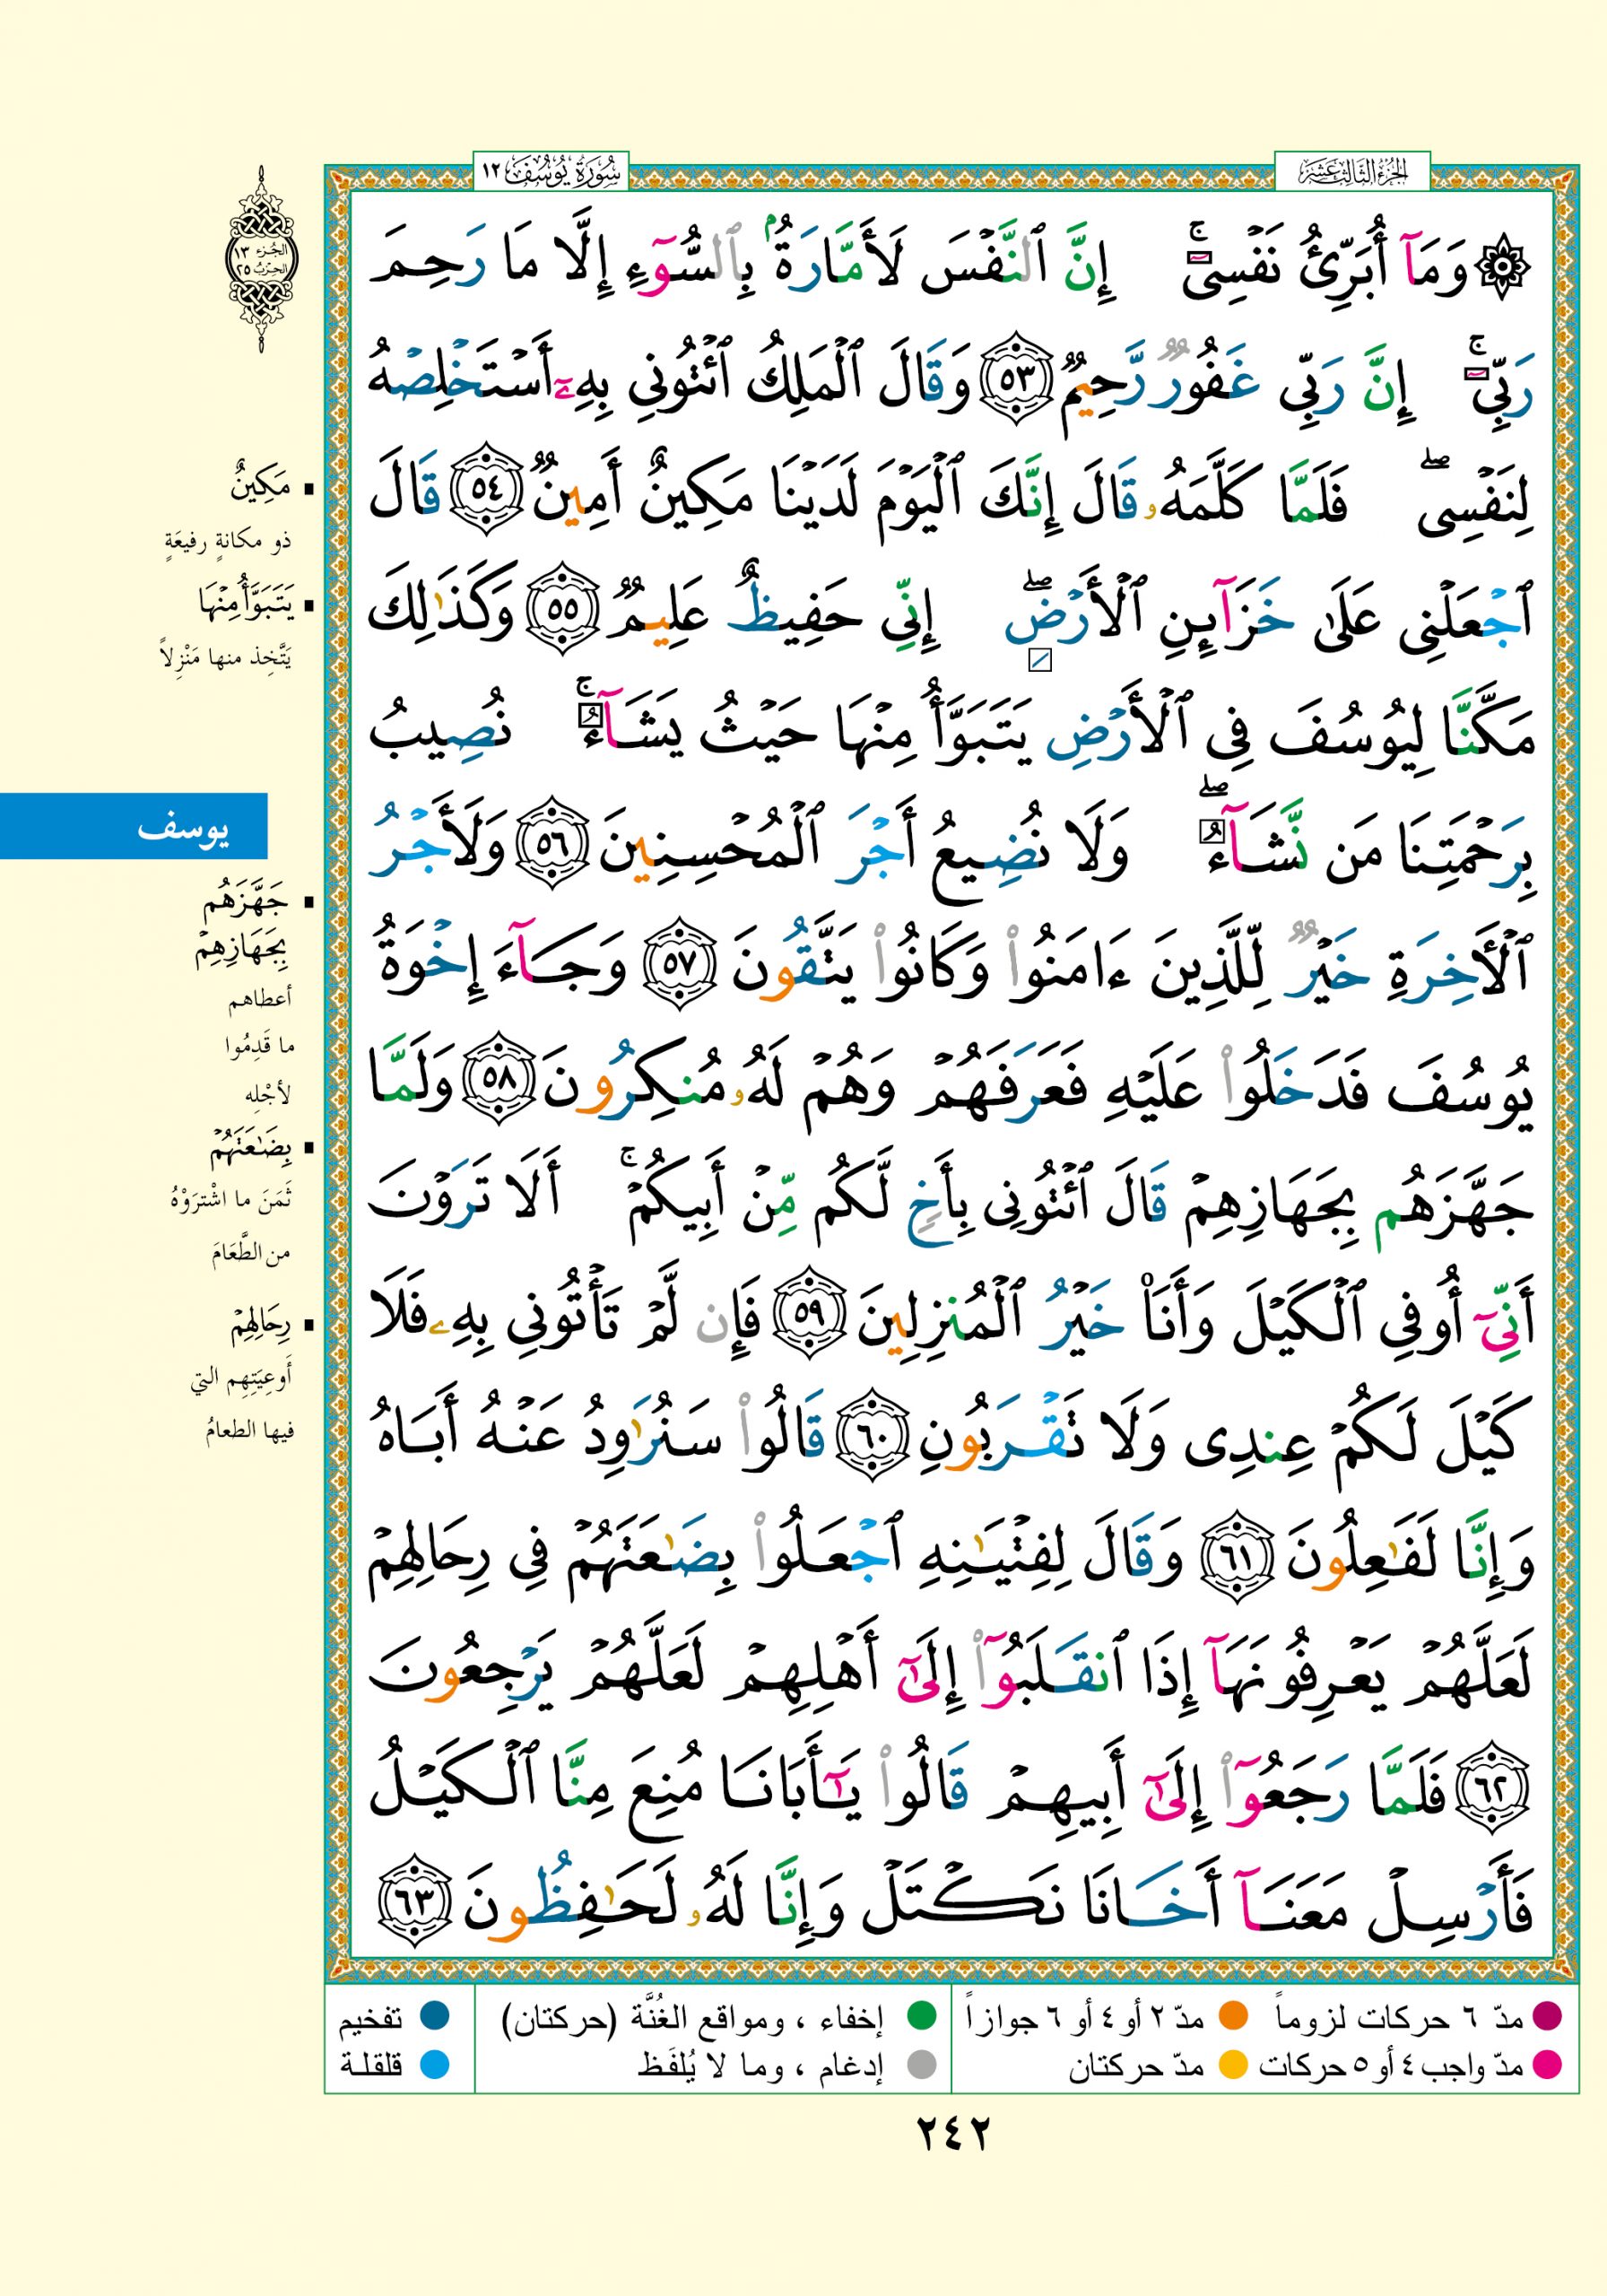 الجزء الثالث عشر
سورة يوسف ١٢
۞ وَمَآ أُبَرِّئُ نَفْسِىٓ ۚ إِنَّ ٱلنَّفْسَ لَأَمَّارَةٌۢ بِٱلسُّوٓءِ إِلَّا مَا رَحِمَ
رَبِّىٓ ۚ إِنَّ رَبِّى غَفُورٌ رَّحِيمٌ ٥٣ وَقَالَ ٱلْمَلِكُ ٱئْتُونِى بِهِۦٓ أَسْتَخْلِصْهُ
لِنَفْسِى ۖ فَلَمَّا كَلَّمَهُۥ قَالَ إِنَّكَ ٱلْيَوْمَ لَدَيْنَا مَكِينٌ أَمِينٌ ٥٤ قَالَ
ٱجْعَلْنِى عَلَىٰ خَزَآئِنِ ٱلْأَرْضِ ۖ إِنِّى حَفِيظٌ عَلِيمٌ ٥٥ وَكَذَٰلِكَ
مَكَّنَّا لِيُوسُفَ فِى ٱلْأَرْضِ يَتَبَوَّأُ مِنْهَا حَيْثُ يَشَآءُ ۚ نُصِيبُ
بِرَحْمَتِنَا مَن نَّشَآءُ ۖ وَلَا نُضِيعُ أَجْرَ ٱلْمُحْسِنِينَ ٥٦ وَلَأَجْرُ
ٱلْأَخِرَةِ خَيْرٌ لِّلَّذِينَ ءَامَنُوا۟ وَكَانُوا۟ يَتَّقُونَ ٥٧ وَجَآءَ إِخْوَةُ
يُوسُفَ فَدَخَلُوا۟ عَلَيْهِ فَعَرَفَهُمْ وَهُمْ لَهُۥ مُنكِرُونَ ٥٨ وَلَمَّا
جَهَّزَهُم بِجَهَازِهِمْ قَالَ ٱئْتُونِى بِأَخٍ لَّكُم مِّنْ أَبِيكُمْ ۚ أَلَا تَرَوْنَ
أَنِّىٓ أُوفِى ٱلْكَيْلَ وَأَنَا۠ خَيْرُ ٱلْمُنزِلِينَ ٥٩ فَإِن لَّمْ تَأْتُونِى بِهِۦ فَلَا
كَيْلَ لَكُمْ عِندِى وَلَا تَقْرَبُونِ ٦٠ قَالُوا۟ سَنُرَٰوِدُ عَنْهُ أَبَاهُ
وَإِنَّا لَفَٰعِلُونَ ٦١ وَقَالَ لِفِتْيَٰنِهِ ٱجْعَلُوا۟ بِضَٰعَتَهُمْ فِى رِحَالِهِمْ
لَعَلَّهُمْ يَعْرِفُونَهَآ إِذَا ٱنقَلَبُوٓا۟ إِلَىٰٓ أَهْلِهِمْ لَعَلَّهُمْ يَرْجِعُونَ
٦٢ فَلَمَّا رَجَعُوٓا۟ إِلَىٰٓ أَبِيهِمْ قَالُوا۟ يَٰٓأَبَانَا مُنِعَ مِنَّا ٱلْكَيْلُ
فَأَرْسِلْ مَعَنَآ أَخَانَا نَكْتَلْ وَإِنَّا لَهُۥ لَحَٰفِظُونَ ٦٣
الجزء ١٣
الحزب ٢٥
▪ مَكِينٌ
ذو مكانةٍ رفيعَةٍ
▪ يَتَبَوَّأُ مِنْهَا
يَتَّخِذ منها مَنْزِلاً
يوسف
▪ جَهَّزَهُم
بِجَهَازِهِمْ
أعطاهم
ما قَدِمُوا
لأجْلِه
▪ بِضَٰعَتَهُمْ
ثَمَنَ ما اشْترَوْهُ
من الطَّعَامَ
▪ رِحَالِهِمْ
أَوعِيَتِهِم التي
فيها الطعامُ
مدّ ٦ حركات لزوماً مدّ ٢ أو ٤ أو ٦ جوازاً
مدّ واجب ٤ أو ٥ حركات مدّ حركتان
إخفاء ، ومواقع الغُنَّة (حركتان)
إدغام ، وما لا يُلفَظ
تفخيم
قلقلة
٢٤٢